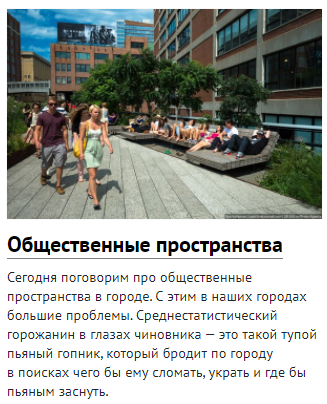 Общественные пространства
Сегодня поговорим про общественные
пространства в городе. С этим в наших городах
большие проблемы. Среднестатистический
горожанин в глазах чиновника — это такой тупой
пьяный гопник, который бродит по городу
в поисках чего бы ему сломать, украсть и где бы
пьяным заснуть.